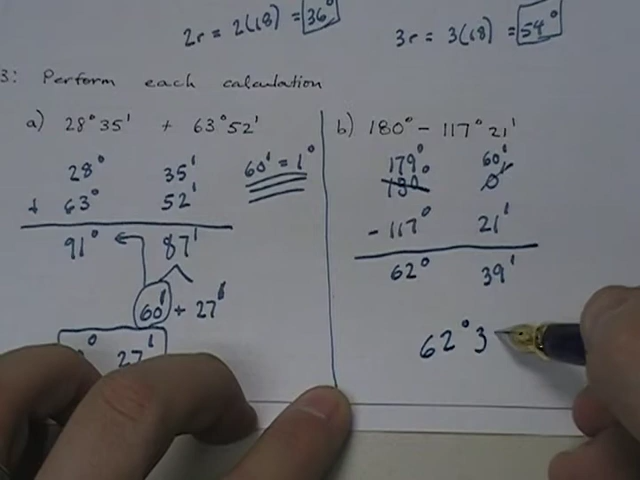 2r = 2(18) = 36°
3r = 3(18) = 54°
3: Perform each calculation
a) 28°35' + 63°52'
28° 35'
+ 63° 52'
91° 87'
60' + 27'
° 27'
60' = 1°
b) 180° - 117°21'
179° 60'
180° 0'
- 117° 21'
62° 39'
62°3